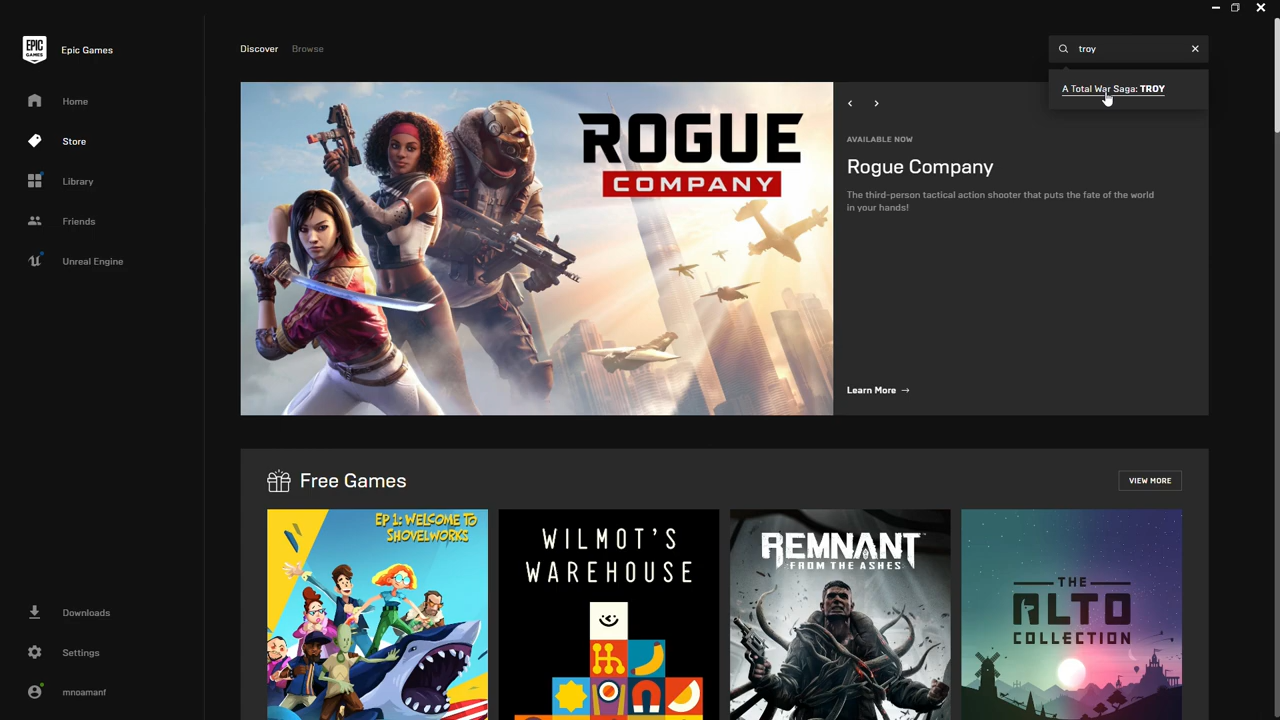 EPIC GAMES
Epic Games
Home
Store
Library
Friends
Unreal Engine
Downloads
Settings
mnoamanf
Discover
Browse
troy
A Total War Saga: TROY
ROGUE
COMPANY
AVAILABLE NOW
Rogue Company
The third-person tactical action shooter that puts the fate of the world
in your hands!
Learn More →
Free Games
VIEW MORE
EP 1: WELCOME TO
SHOVELWORKS
WILMOT'S
WAREHOUSE
REMNANT
FROM THE ASHES
THE
ALTO
COLLECTION